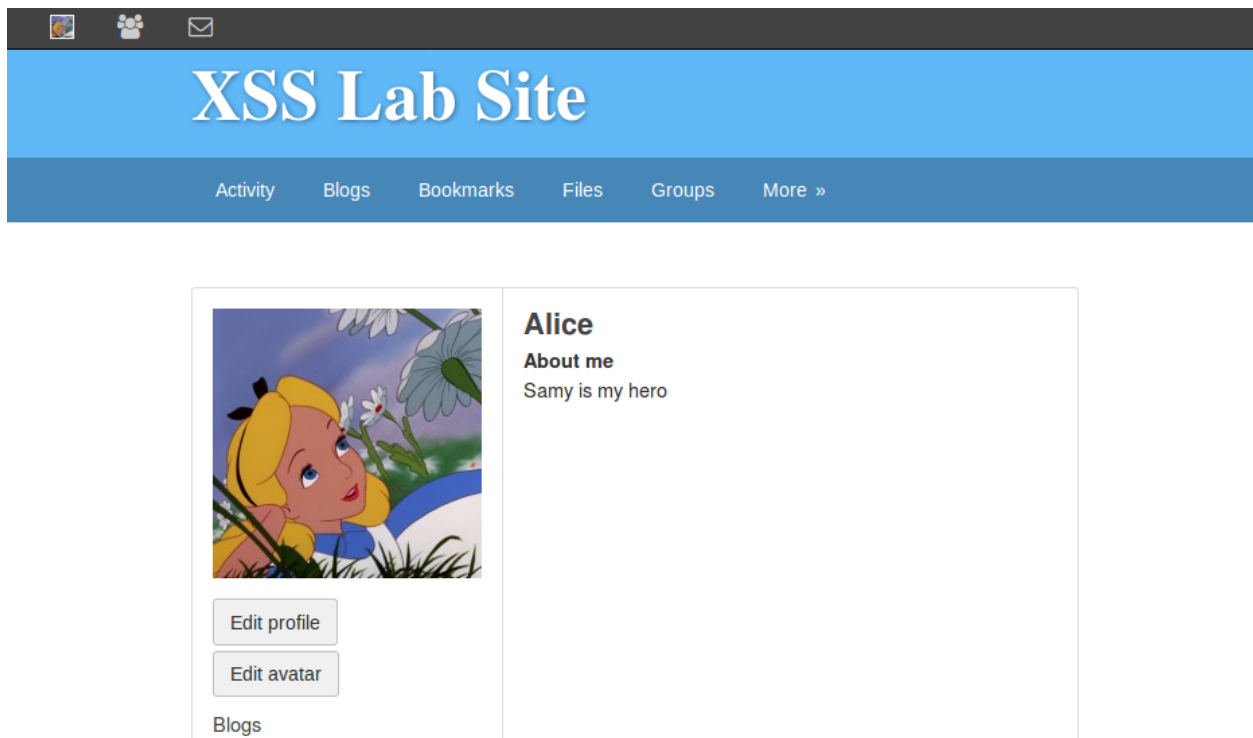 XSS Lab Site
Activity Blogs Bookmarks Files Groups More »
Alice
About me
Samy is my hero
Edit profile
Edit avatar
Blogs